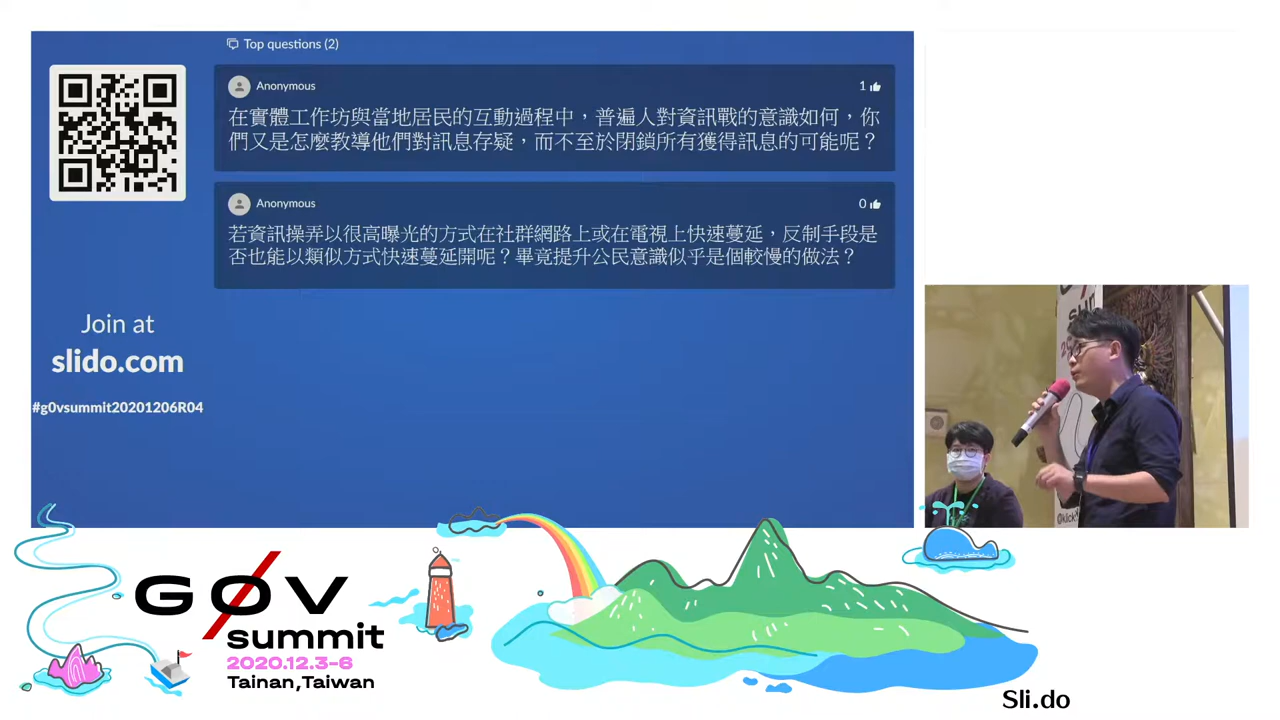 Top questions (2)
Anonymous
1
在實體工作坊與當地居民的互動過程中，普遍人對資訊戰的意識如何，你
們又是怎麼教導他們對訊息存疑，而不至於閉鎖所有獲得訊息的可能呢？
Anonymous
0
若資訊操弄以很高曝光的方式在社群網路上或在電視上快速蔓延，反制手段是
否也能以類似方式快速蔓延開呢？畢竟提升公民意識似乎是個較慢的做法？
Join at
slido.com
#g0vsummit20201206R04
GØV
summit
2020.12.3-6
Tainan,Taiwan
Sli.do